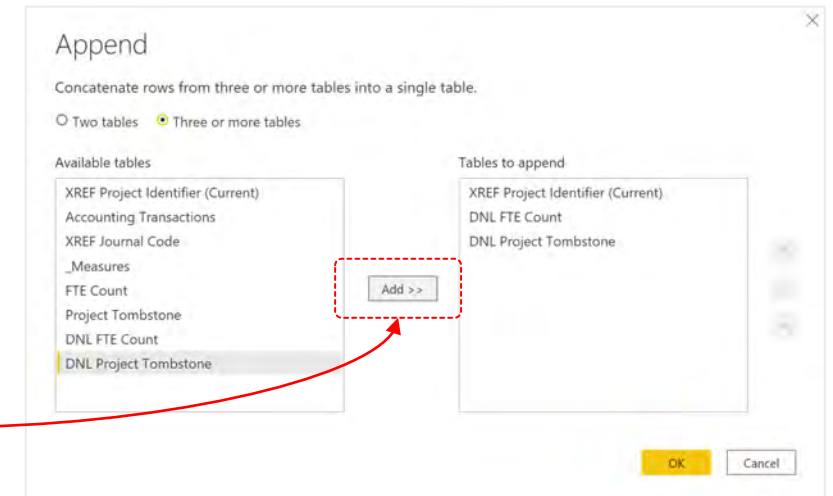 Append
Concatenate rows from three or more tables into a single table.
Two tables Three or more tables
Available tables
XREF Project Identifier (Current)
Accounting Transactions
XREF Journal Code
_Measures
FTE Count
Project Tombstone
DNL FTE Count
DNL Project Tombstone
Add >>
Tables to append
XREF Project Identifier (Current)
DNL FTE Count
DNL Project Tombstone
OK Cancel